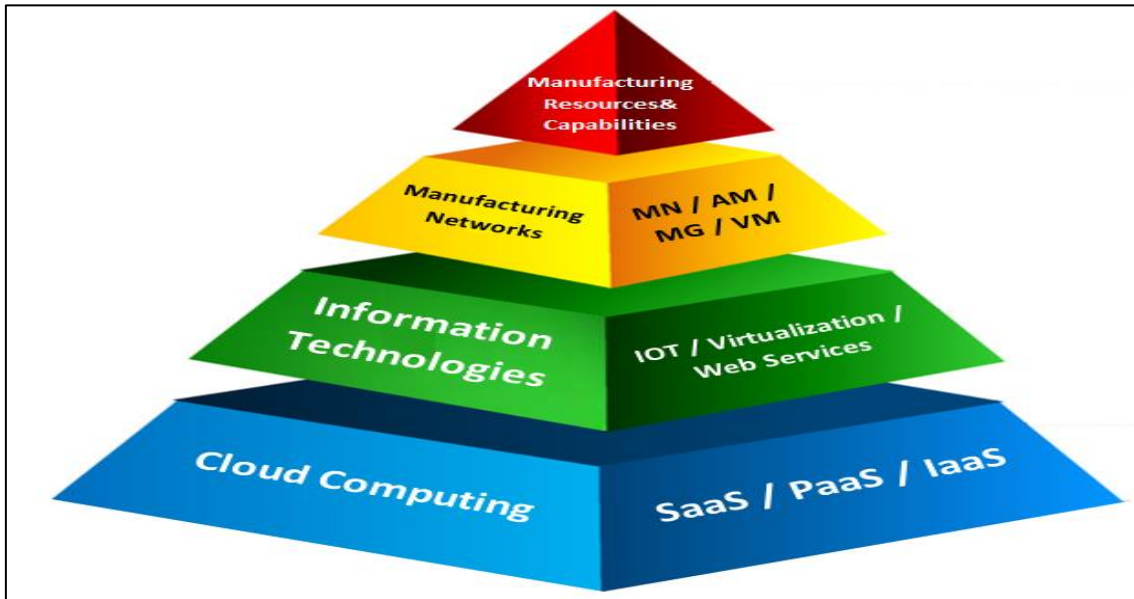 Manufacturing
Resources&
Capabilities
Manufacturing
Networks
MN / AM /
MG / VM
Information
Technologies
IOT / Virtualization /
Web Services
Cloud Computing
SaaS / PaaS / IaaS